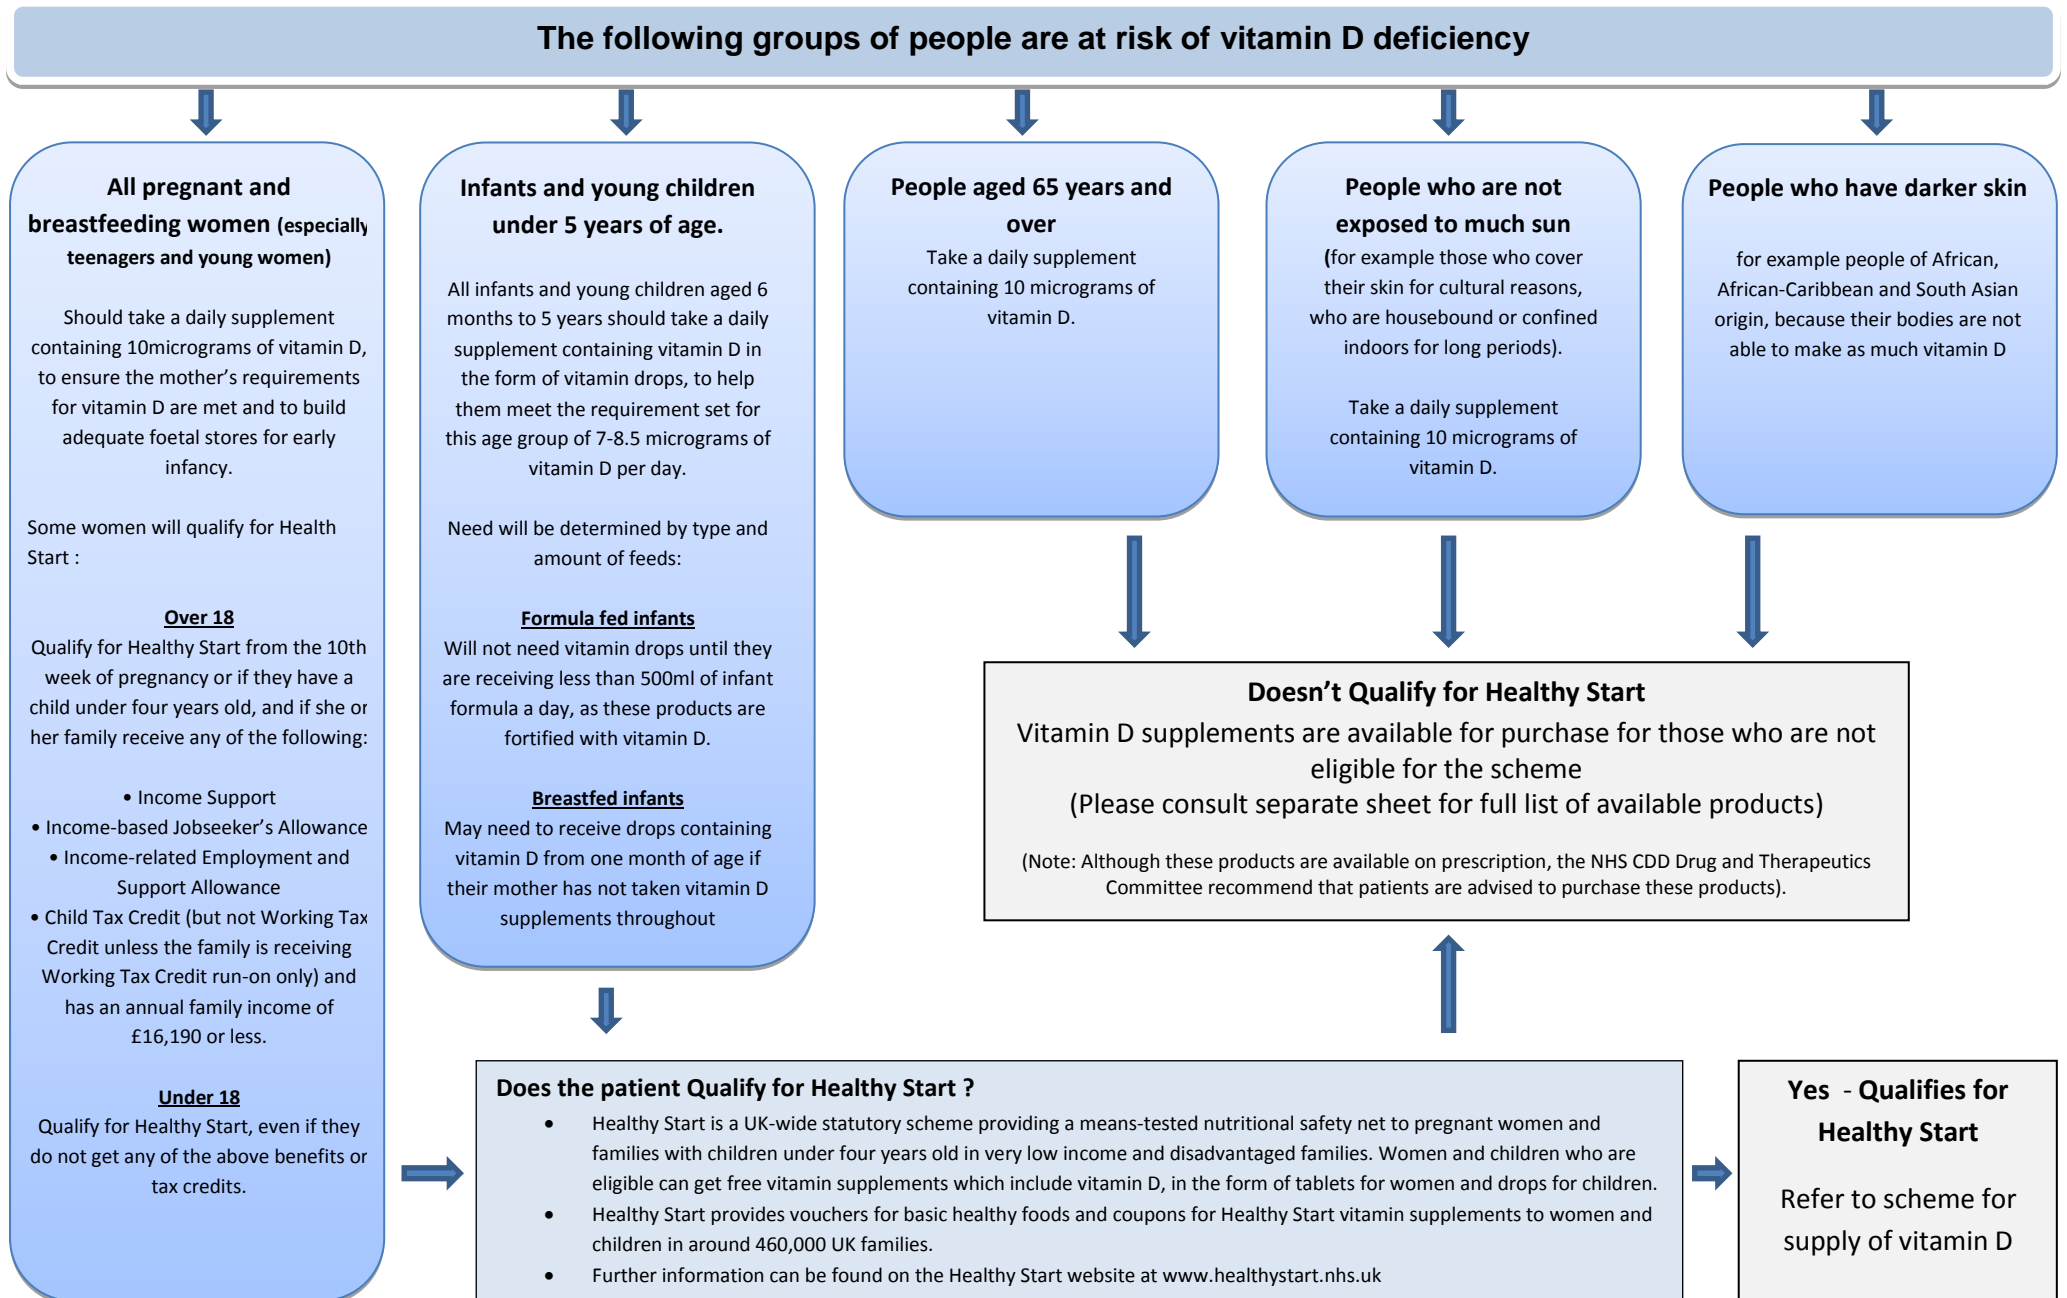 The following groups of people are at risk of vitamin D deficiency
All pregnant and
breastfeeding women (especially
teenagers and young women)
Should take a daily supplement
containing 10micrograms of vitamin D,
to ensure the mother’s requirements
for vitamin D are met and to build
adequate foetal stores for early
infancy.
Some women will qualify for Health
Start :
Over 18
Qualify for Healthy Start from the 10th
week of pregnancy or if they have a
child under four years old, and if she or
her family receive any of the following:
• Income Support
• Income-based Jobseeker’s Allowance
• Income-related Employment and
Support Allowance
• Child Tax Credit (but not Working Tax
Credit unless the family is receiving
Working Tax Credit run-on only) and
has an annual family income of
£16,190 or less.
Under 18
Qualify for Healthy Start, even if they
do not get any of the above benefits or
tax credits.
Infants and young children
under 5 years of age.
All infants and young children aged 6
months to 5 years should take a daily
supplement containing vitamin D in
the form of vitamin drops, to help
them meet the requirement set for
this age group of 7-8.5 micrograms of
vitamin D per day.
Need will be determined by type and
amount of feeds:
Formula fed infants
Will not need vitamin drops until they
are receiving less than 500ml of infant
formula a day, as these products are
fortified with vitamin D.
Breastfed infants
May need to receive drops containing
vitamin D from one month of age if
their mother has not taken vitamin D
supplements throughout
People aged 65 years and
over
Take a daily supplement
containing 10 micrograms of
vitamin D.
People who are not
exposed to much sun
(for example those who cover
their skin for cultural reasons,
who are housebound or confined
indoors for long periods).
Take a daily supplement
containing 10 micrograms of
vitamin D.
People who have darker skin
for example people of African,
African-Caribbean and South Asian
origin, because their bodies are not
able to make as much vitamin D
Doesn’t Qualify for Healthy Start
Vitamin D supplements are available for purchase for those who are not
eligible for the scheme
(Please consult separate sheet for full list of available products)
(Note: Although these products are available on prescription, the NHS CDD Drug and Therapeutics
Committee recommend that patients are advised to purchase these products).
Does the patient Qualify for Healthy Start ?
• Healthy Start is a UK-wide statutory scheme providing a means-tested nutritional safety net to pregnant women and
families with children under four years old in very low income and disadvantaged families. Women and children who are
eligible can get free vitamin supplements which include vitamin D, in the form of tablets for women and drops for children.
• Healthy Start provides vouchers for basic healthy foods and coupons for Healthy Start vitamin supplements to women and
children in around 460,000 UK families.
• Further information can be found on the Healthy Start website at www.healthystart.nhs.uk
Yes - Qualifies for
Healthy Start
Refer to scheme for
supply of vitamin D